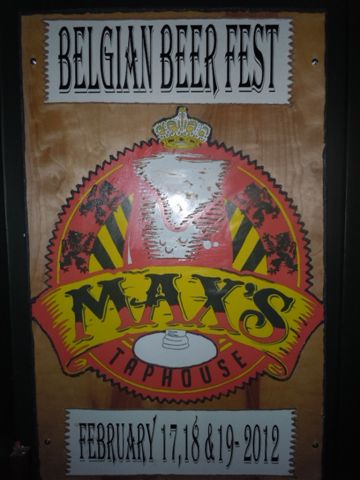 BELGIAN BEER FEST
MAX'S
TAPHOUSE
FEBRUARY 17,18 & 19-2012